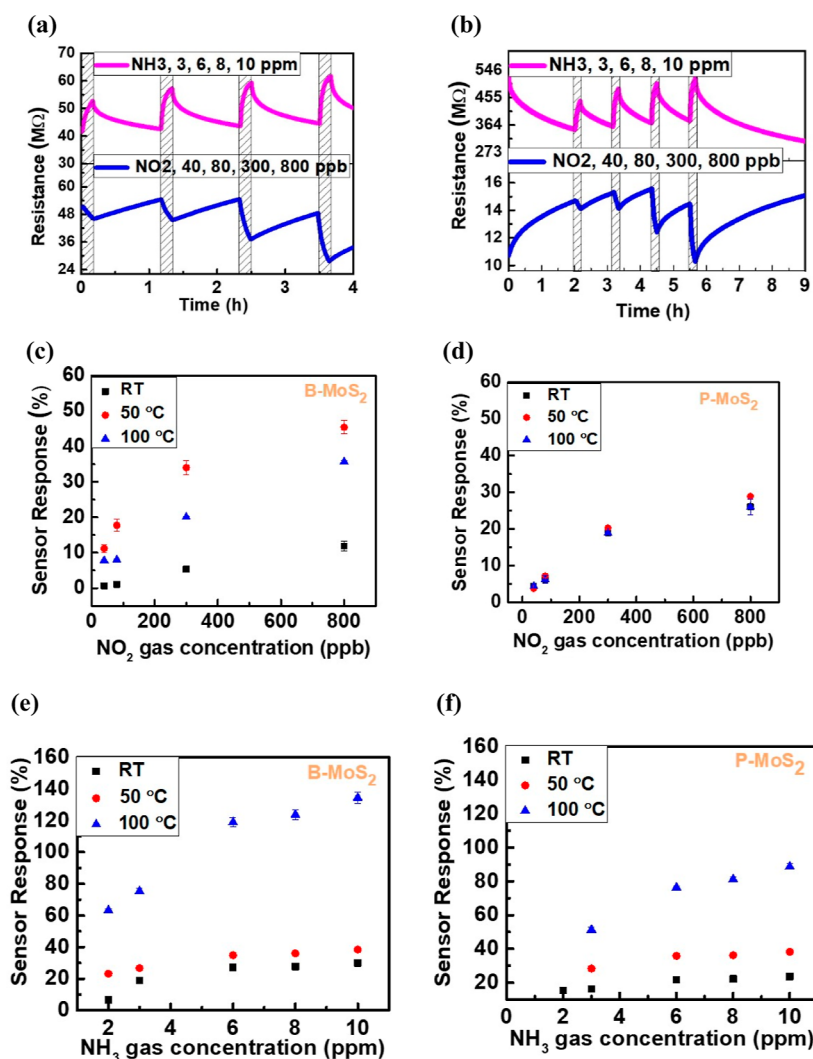 (a)
70
60
50
40
30
60
48
36
24
Resistance (MΩ)
NH3, 3, 6, 8, 10 ppm
NO2, 40, 80, 300, 800 ppb
0 1 2 3 4
Time (h)
(b)
546
455
364
273
16
14
12
10
Resistance (MΩ)
NH3, 3, 6, 8, 10 ppm
NO2, 40, 80, 300, 800 ppb
0 1 2 3 4 5 6 7 8 9
Time (h)
(c)
60
50
40
30
20
10
0
Sensor Response (%)
RT
50 °C
100 °C
B-MoS₂
0 200 400 600 800
NO₂ gas concentration (ppb)
(d)
60
50
40
30
20
10
0
Sensor Response (%)
RT
50 °C
100 °C
P-MoS₂
0 200 400 600 800
NO₂ gas concentration (ppb)
(e)
160
140
120
100
80
60
40
20
0
Sensor Response (%)
RT
50 °C
100 °C
B-MoS₂
2 4 6 8 10
NH₃ gas concentration (ppm)
(f)
160
140
120
100
80
60
40
20
Sensor Response (%)
RT
50 °C
100 °C
P-MoS₂
0 2 4 6 8 10
NH₃ gas concentration (ppm)